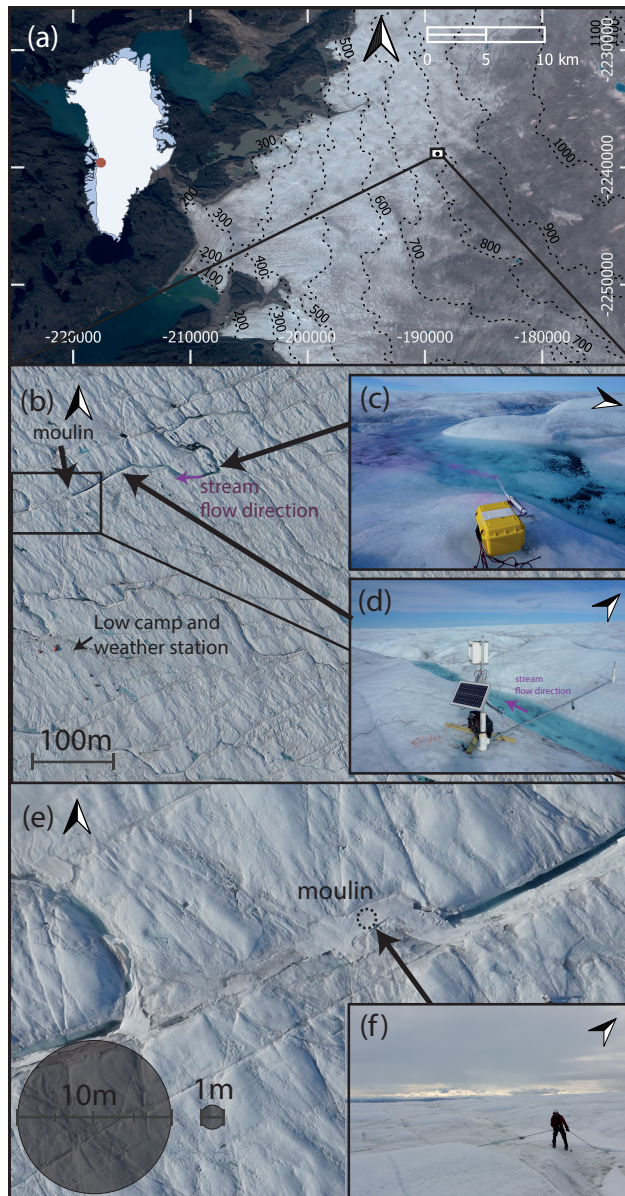 (a)
0 5 10 km
500
600
1100
1000
300
200
300
200
100
400
500
300
200
600
700
800
900
700
-2230000
-2240000
-2250000
-220000 -210000 -200000 -190000 -180000
(b)
moulin
stream
flow direction
Low camp and
weather station
100m
(c)
(d)
stream
flow direction
(e)
moulin
10m
1m
(f)